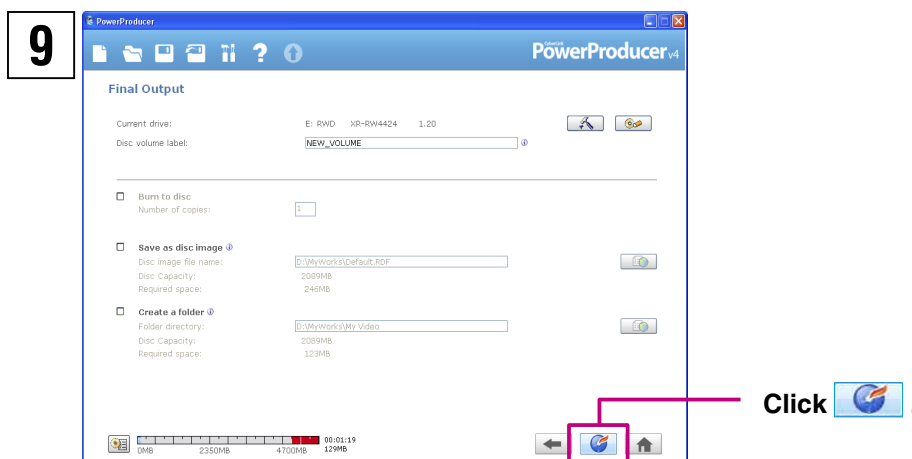 9
PowerProducer
?
CyberLink
PowerProducer v4
Final Output
Current drive: E: RWD XR-RW4424 1.20
Disc volume label: NEW_VOLUME
Burn to disc
Number of copies: 1
Save as disc image
Disc image file name: D:\MyWorks\Default.RDF
Disc Capacity: 2089MB
Required space: 246MB
Create a folder
Folder directory: D:\MyWorks\My Video
Disc Capacity: 2089MB
Required space: 123MB
Click .
00:01:19
0MB 2350MB 4700MB 129MB